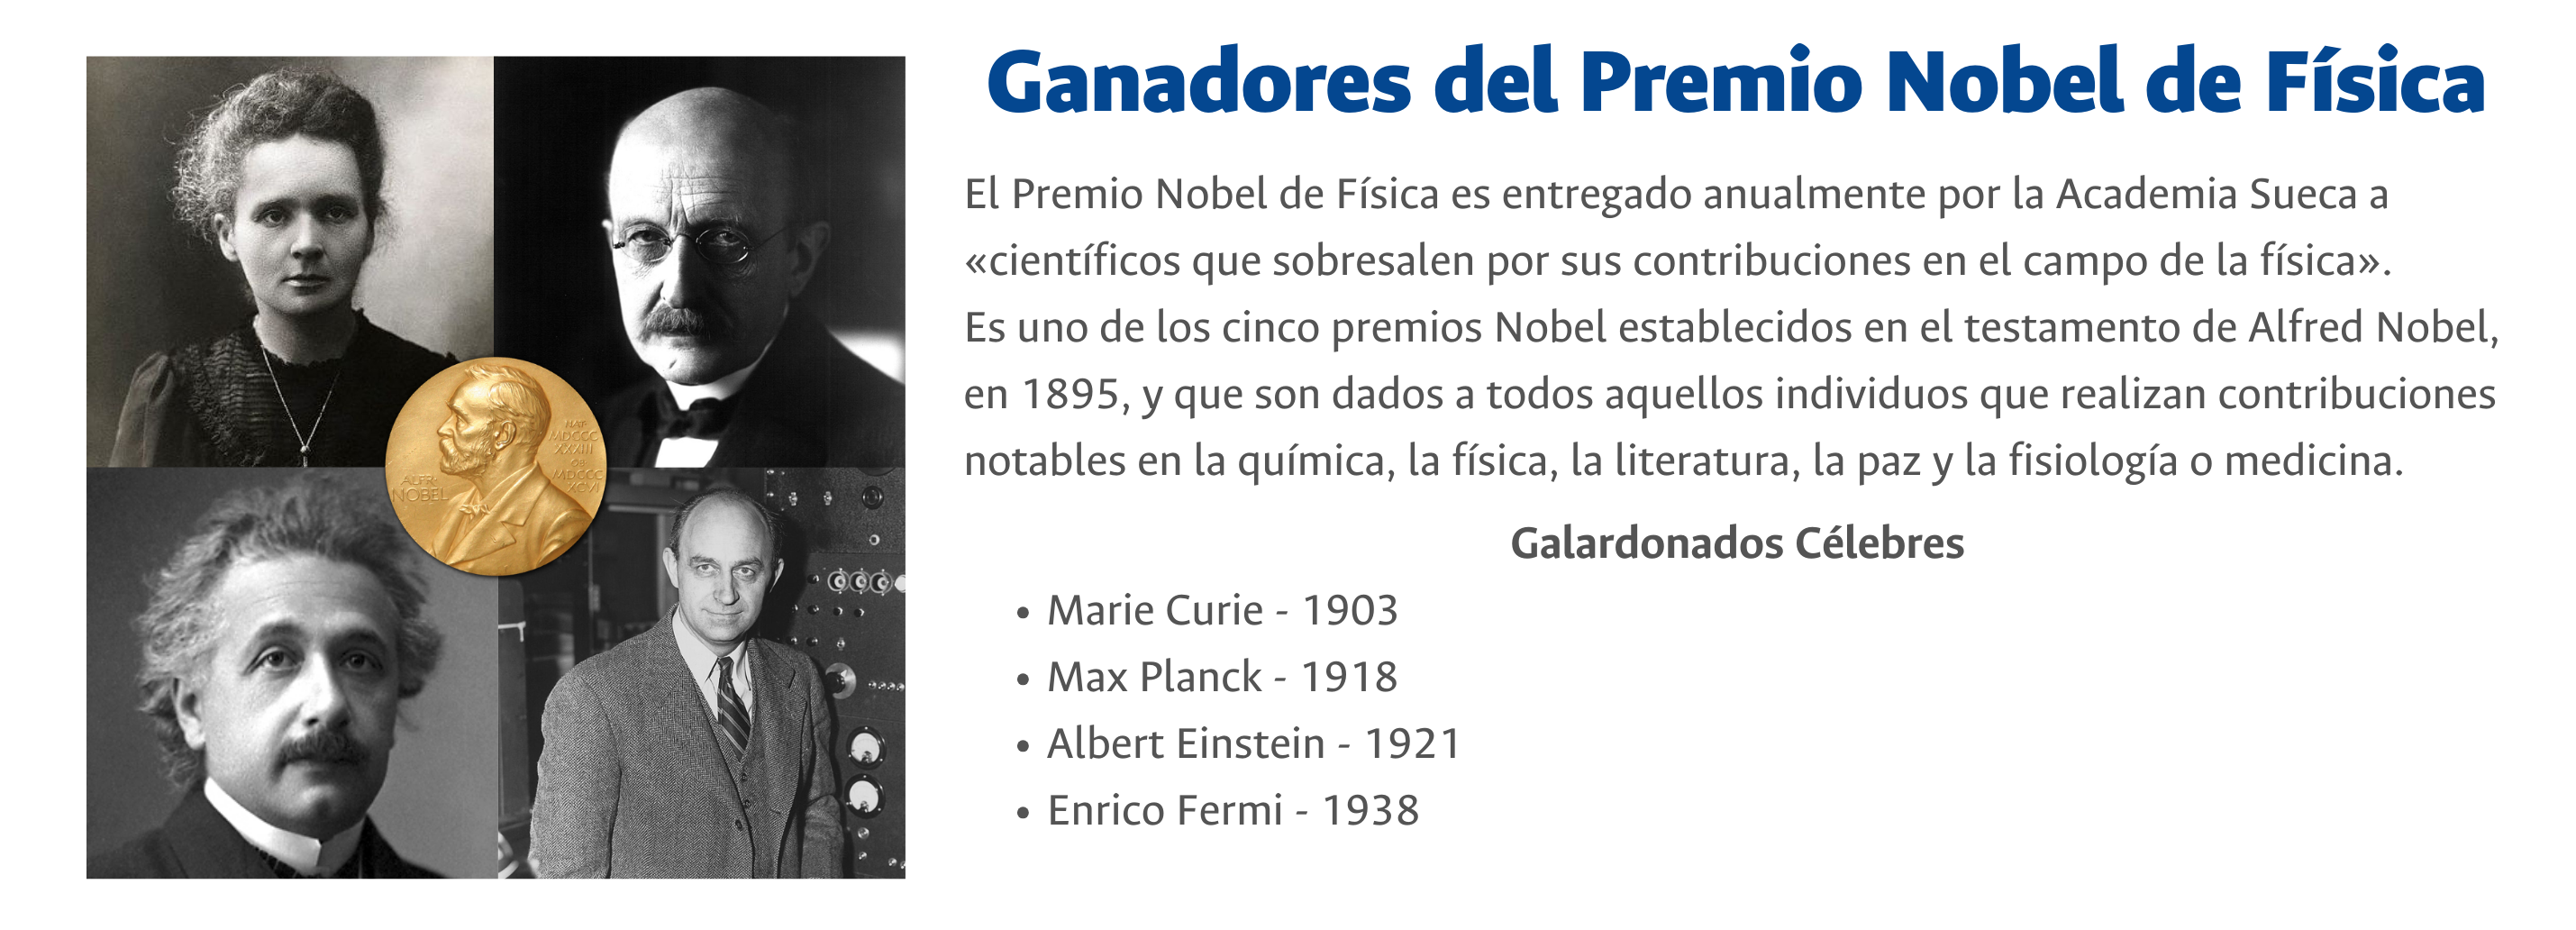 Ganadores del Premio Nobel de Física
El Premio Nobel de Física es entregado anualmente por la Academia Sueca a
«científicos que sobresalen por sus contribuciones en el campo de la física».
Es uno de los cinco premios Nobel establecidos en el testamento de Alfred Nobel,
en 1895, y que son dados a todos aquellos individuos que realizan contribuciones
notables en la química, la física, la literatura, la paz y la fisiología o medicina.
Galardonados Célebres
• Marie Curie - 1903
• Max Planck - 1918
• Albert Einstein - 1921
• Enrico Fermi - 1938
ALFR·
NOBEL
NAT·
MDCCC
XXXIII
OB·
MDCCC
XCVI